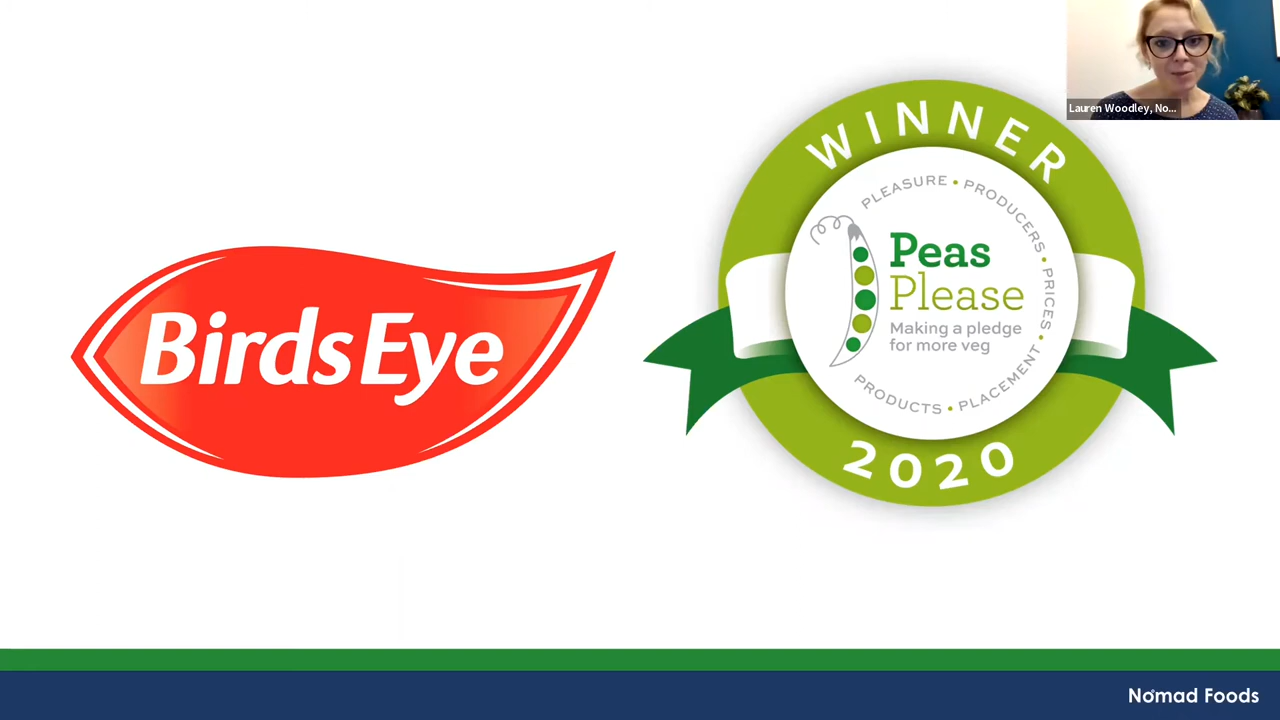 Lauren Woodley, No...
WINNER
PLEASURE • PRODUCERS • PRICES • PLACEMENT • PRODUCTS
Peas
Please
Making a pledge
for more veg
2020
BirdsEye
Nomad Foods